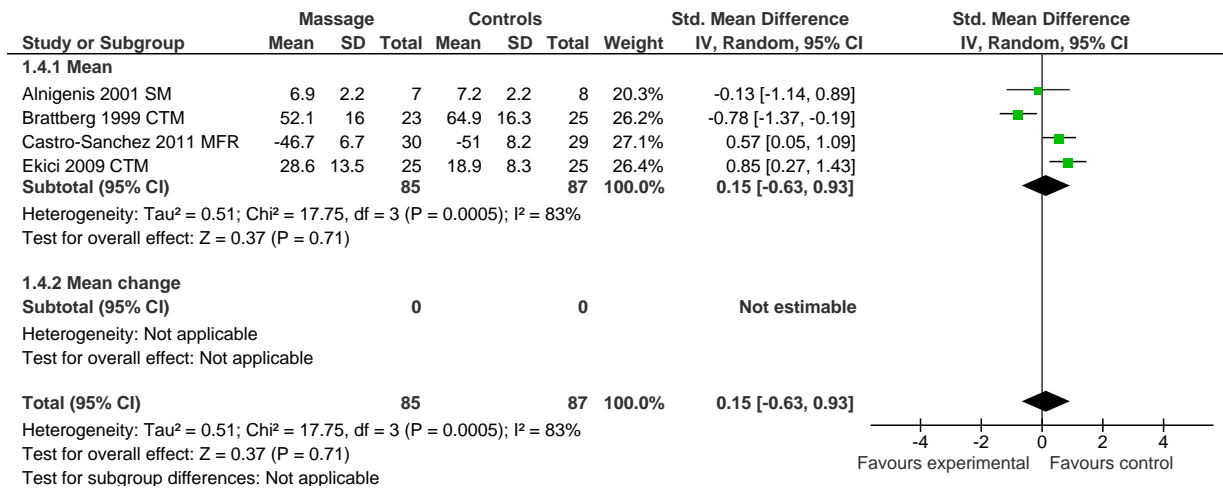 Massage Controls Std. Mean Difference Std. Mean Difference
Study or Subgroup Mean SD Total Mean SD Total Weight IV, Random, 95% CI IV, Random, 95% CI
1.4.1 Mean
Alnigenis 2001 SM 6.9 2.2 7 7.2 2.2 8 20.3% -0.13 [-1.14, 0.89]
Brattberg 1999 CTM 52.1 16 23 64.9 16.3 25 26.2% -0.78 [-1.37, -0.19]
Castro-Sanchez 2011 MFR -46.7 6.7 30 -51 8.2 29 27.1% 0.57 [0.05, 1.09]
Ekici 2009 CTM 28.6 13.5 25 18.9 8.3 25 26.4% 0.85 [0.27, 1.43]
Subtotal (95% CI) 85 87 100.0% 0.15 [-0.63, 0.93]
Heterogeneity: Tau² = 0.51; Chi² = 17.75, df = 3 (P = 0.0005); I² = 83%
Test for overall effect: Z = 0.37 (P = 0.71)
1.4.2 Mean change
Subtotal (95% CI) 0 0 Not estimable
Heterogeneity: Not applicable
Test for overall effect: Not applicable
Total (95% CI) 85 87 100.0% 0.15 [-0.63, 0.93]
Heterogeneity: Tau² = 0.51; Chi² = 17.75, df = 3 (P = 0.0005); I² = 83%
Test for overall effect: Z = 0.37 (P = 0.71)
Test for subgroup differences: Not applicable
-4 -2 0 2 4
Favours experimental Favours control